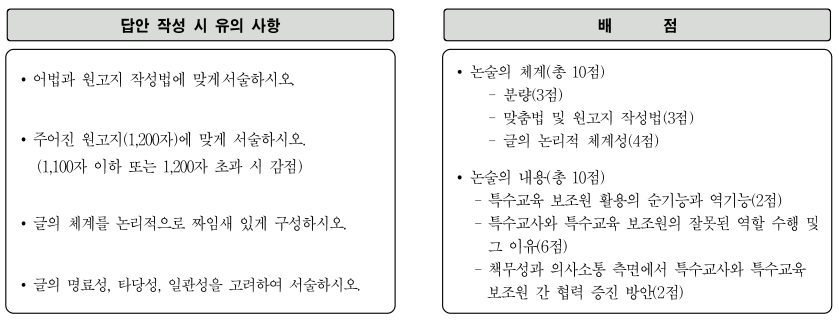 답안 작성 시 유의 사항
• 어법과 원고지 작성법에 맞게서술하시오.
• 주어진 원고지(1,200자)에 맞게 서술하시오.
(1,100자 이하 또는 1,200자 초과 시 감점)
• 글의 체계를 논리적으로 짜임새 있게 구성하시오.
• 글의 명료성, 타당성, 일관성을 고려하여 서술하시오.
배 점
• 논술의 체계(총 10점)
- 분량(3점)
- 맞춤법 및 원고지 작성법(3점)
- 글의 논리적 체계성(4점)
• 논술의 내용(총 10점)
- 특수교육 보조원 활용의 순기능과 역기능(2점)
- 특수교사와 특수교육 보조원의 잘못된 역할 수행 및
그 이유(6점)
- 책무성과 의사소통 측면에서 특수교사와 특수교육
보조원 간 협력 증진 방안(2점)